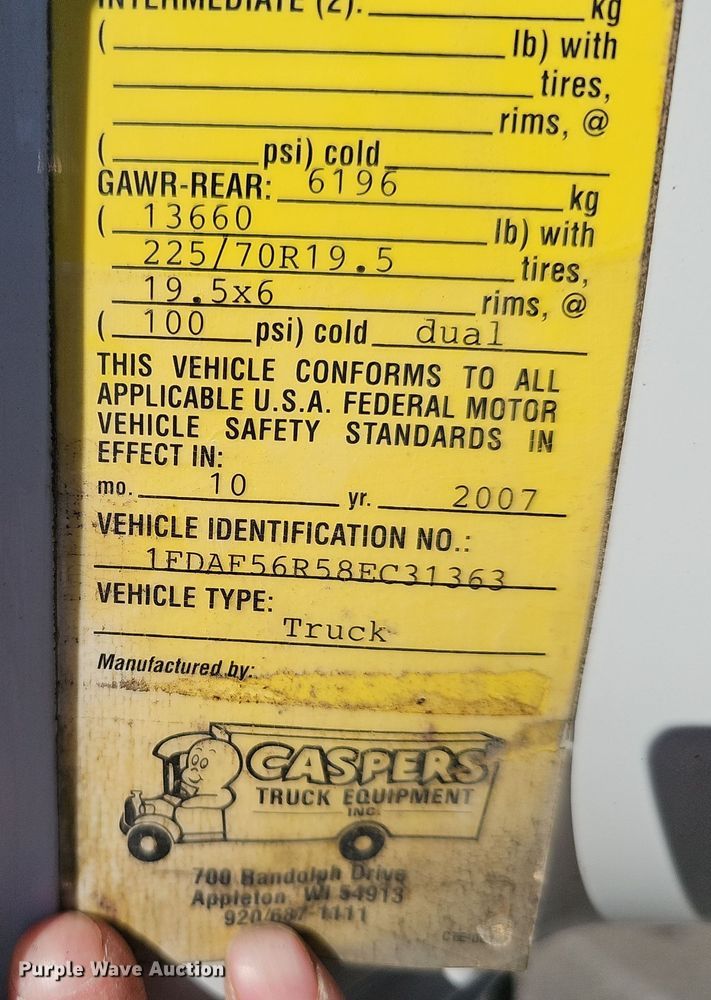 INTERMEDIATE (2): kg
( lb) with
tires,
rims, @
( psi) cold
GAWR-REAR: 6196 kg
( 13660 lb) with
225/70R19.5 tires,
19.5x6 rims, @
( 100 psi) cold dual
THIS VEHICLE CONFORMS TO ALL
APPLICABLE U.S.A. FEDERAL MOTOR
VEHICLE SAFETY STANDARDS IN
EFFECT IN:
mo. 10 yr. 2007
VEHICLE IDENTIFICATION NO.:
1FDAF56R58EC31363
VEHICLE TYPE:
Truck
Manufactured by:
CASPERS
TRUCK EQUIPMENT
INC.
700 Randolph Drive
Appleton WI 54913
920/687-1111
Purple Wave Auction